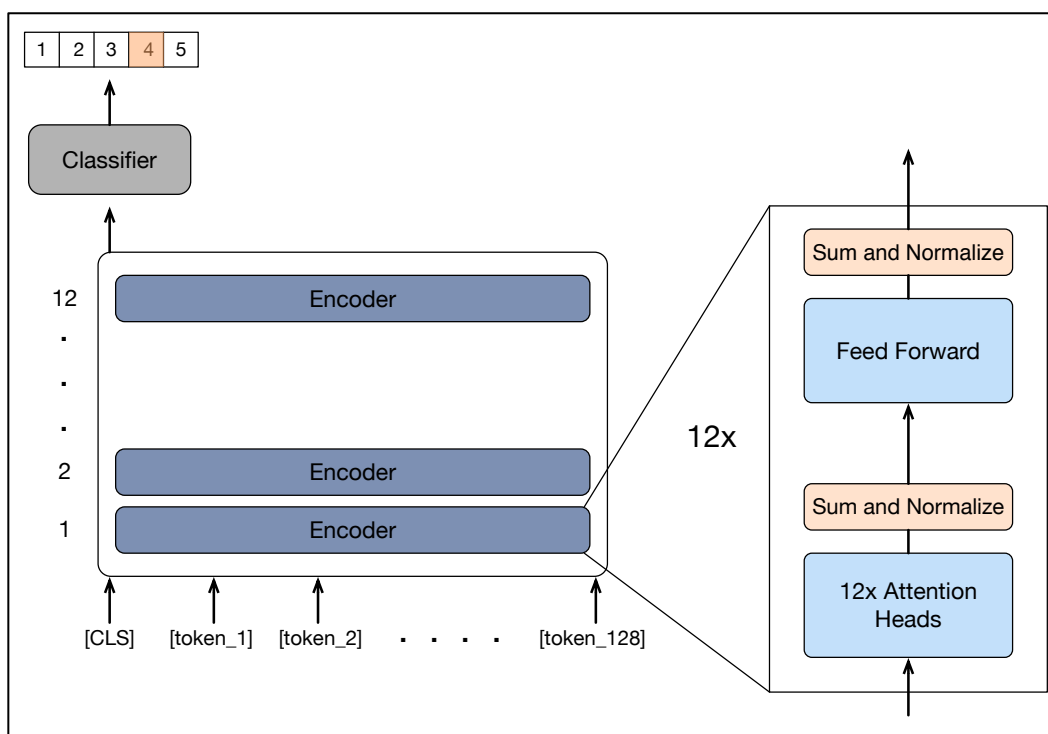 1 2 3 4 5
Classifier
12 Encoder
.
.
.
2 Encoder
1 Encoder
[CLS] [token_1] [token_2] . . . . [token_128]
12x
Sum and Normalize
Feed Forward
Sum and Normalize
12x Attention
Heads